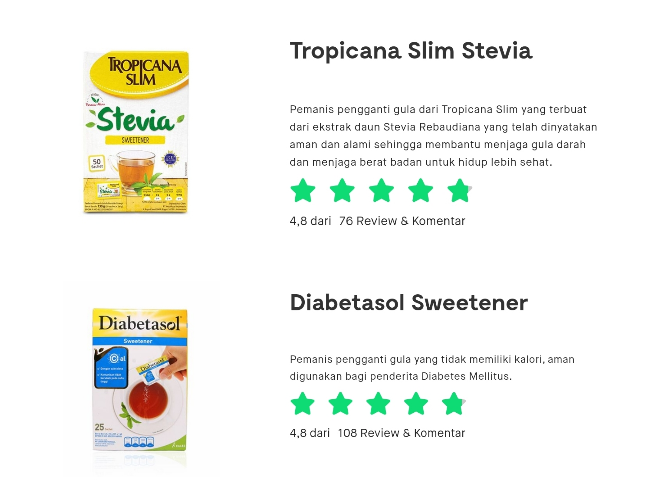 Tropicana Slim Stevia
TROPICANA
SLIM
Stevia
SWEETENER
50
Pemanis pengganti gula dari Tropicana Slim yang terbuat
dari ekstrak daun Stevia Rebaudiana yang telah dinyatakan
aman dan alami sehingga membantu menjaga gula darah
dan menjaga berat badan untuk hidup lebih sehat.
4,8 dari 76 Review & Komentar
Diabetasol Sweetener
Diabetasol
Sweetener
25
Pemanis pengganti gula yang tidak memiliki kalori, aman
digunakan bagi penderita Diabetes Mellitus.
4,8 dari 108 Review & Komentar